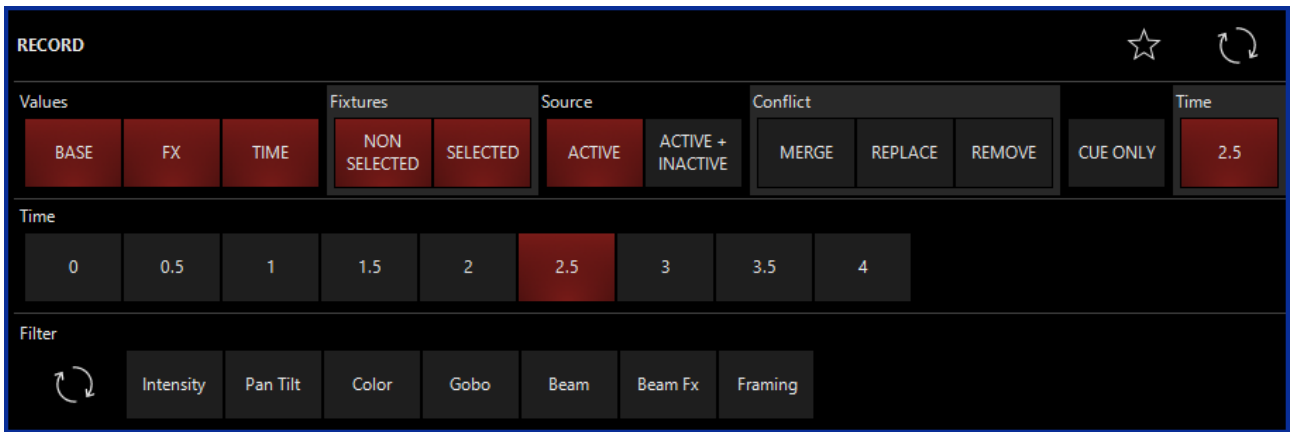 RECORD
Values Fixtures Source Conflict Time
BASE FX TIME NON SELECTED SELECTED ACTIVE ACTIVE + INACTIVE MERGE REPLACE REMOVE CUE ONLY 2.5
Time
0 0.5 1 1.5 2 2.5 3 3.5 4
Filter
Intensity Pan Tilt Color Gobo Beam Beam Fx Framing